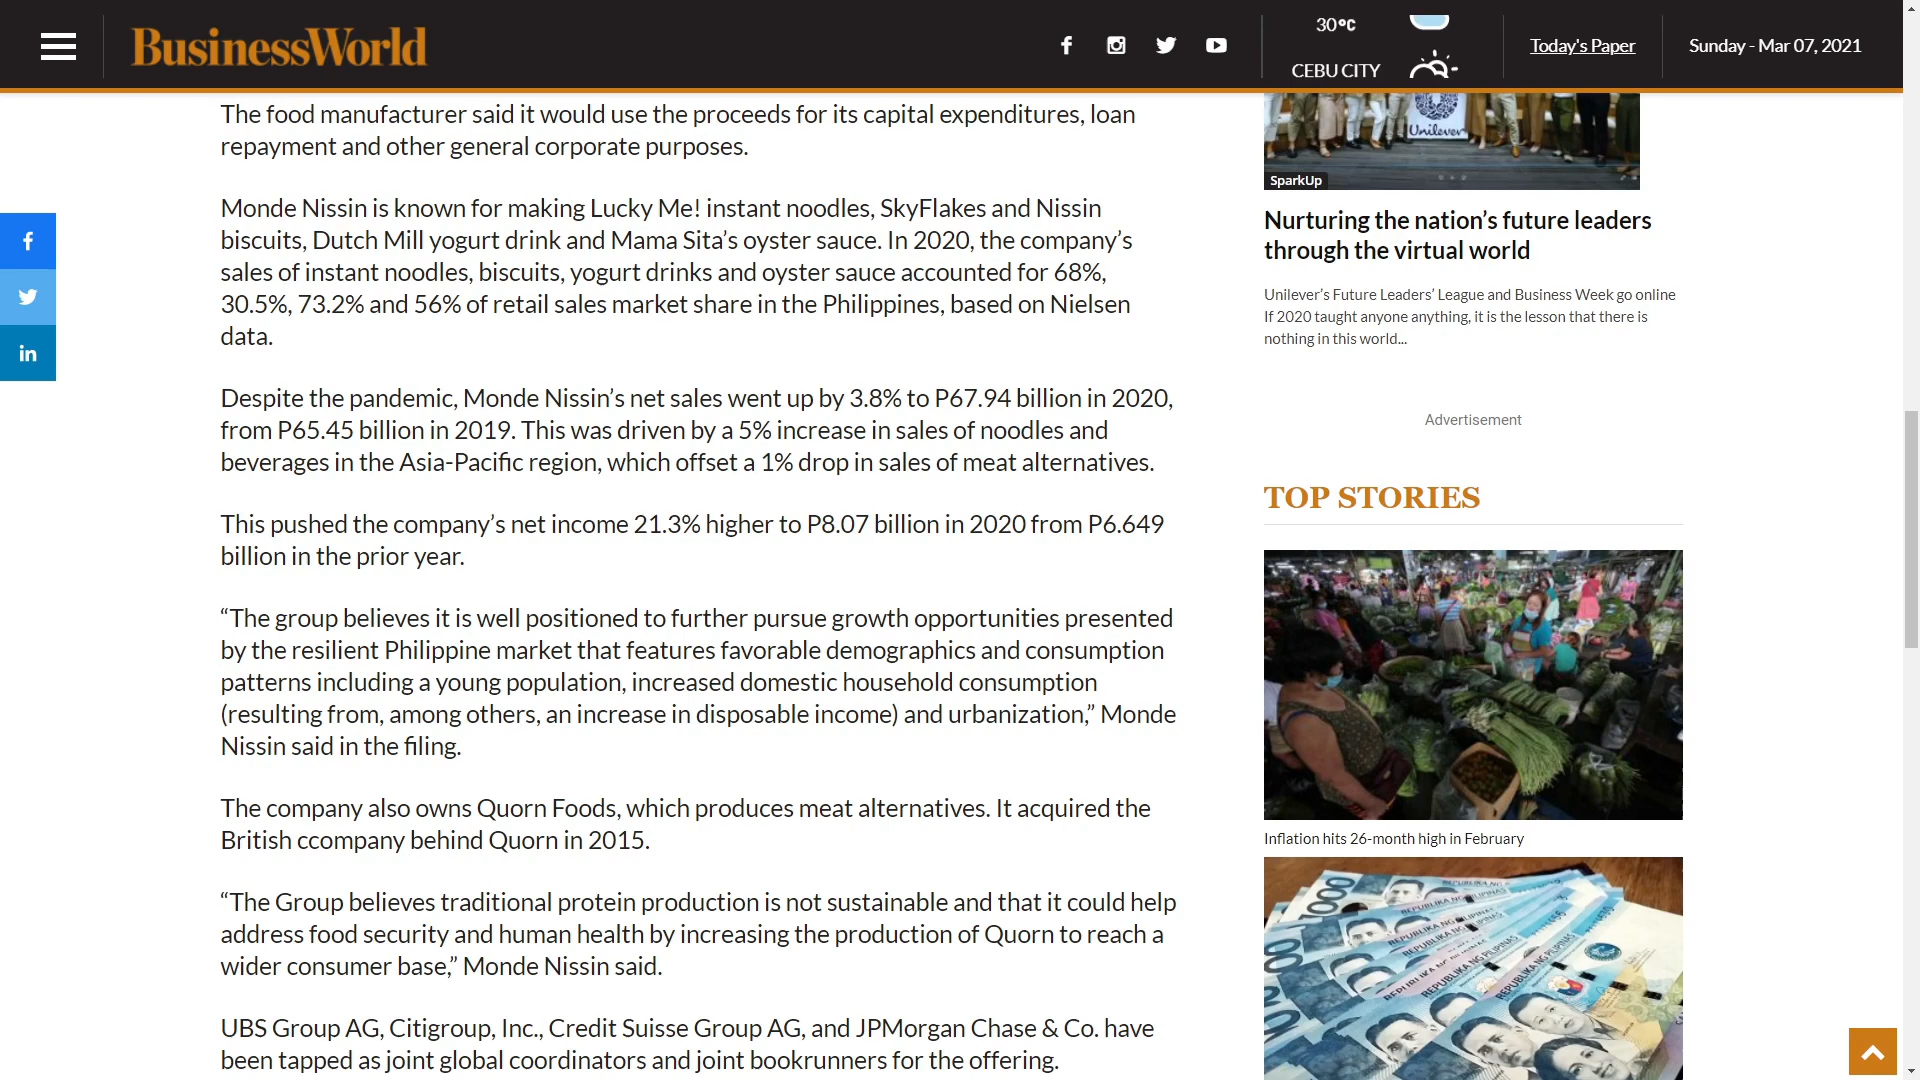 BusinessWorld
30°C
CEBU CITY
Today's Paper
Sunday - Mar 07, 2021
The food manufacturer said it would use the proceeds for its capital expenditures, loan
repayment and other general corporate purposes.
Monde Nissin is known for making Lucky Me! instant noodles, SkyFlakes and Nissin
biscuits, Dutch Mill yogurt drink and Mama Sita’s oyster sauce. In 2020, the company’s
sales of instant noodles, biscuits, yogurt drinks and oyster sauce accounted for 68%,
30.5%, 73.2% and 56% of retail sales market share in the Philippines, based on Nielsen
data.
Despite the pandemic, Monde Nissin’s net sales went up by 3.8% to P67.94 billion in 2020,
from P65.45 billion in 2019. This was driven by a 5% increase in sales of noodles and
beverages in the Asia-Pacific region, which offset a 1% drop in sales of meat alternatives.
This pushed the company’s net income 21.3% higher to P8.07 billion in 2020 from P6.649
billion in the prior year.
“The group believes it is well positioned to further pursue growth opportunities presented
by the resilient Philippine market that features favorable demographics and consumption
patterns including a young population, increased domestic household consumption
(resulting from, among others, an increase in disposable income) and urbanization,” Monde
Nissin said in the filing.
The company also owns Quorn Foods, which produces meat alternatives. It acquired the
British ccompany behind Quorn in 2015.
“The Group believes traditional protein production is not sustainable and that it could help
address food security and human health by increasing the production of Quorn to reach a
wider consumer base,” Monde Nissin said.
UBS Group AG, Citigroup, Inc., Credit Suisse Group AG, and JPMorgan Chase & Co. have
been tapped as joint global coordinators and joint bookrunners for the offering.
Unilever
SparkUp
Nurturing the nation’s future leaders
through the virtual world
Unilever’s Future Leaders’ League and Business Week go online
If 2020 taught anyone anything, it is the lesson that there is
nothing in this world...
Advertisement
TOP STORIES
Inflation hits 26-month high in February
1000
REPUBLIKA NG PILIPINAS
REPUBLIKA NG PILIPINAS
REPUBLIKA NG PILIPINAS